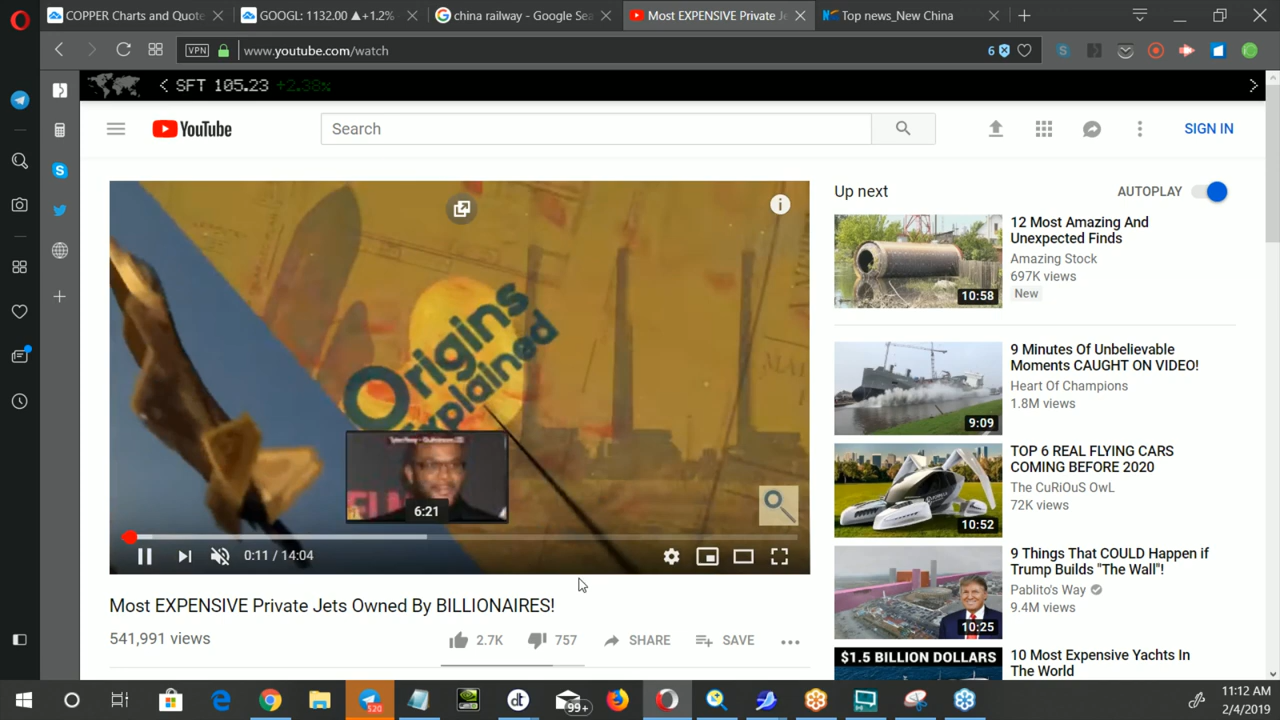 COPPER Charts and Quote
GOOGL: 1132.00 ▲+1.2%
china railway - Google Sea
Most EXPENSIVE Private Je
Top news_New China
VPN
www.youtube.com/watch
6
SFT 105.23 +2.38%
YouTube
Search
SIGN IN
Up next
AUTOPLAY
12 Most Amazing And
Unexpected Finds
Amazing Stock
697K views
New
10:58
Origins
Explained
9 Minutes Of Unbelievable
Moments CAUGHT ON VIDEO!
Heart Of Champions
1.8M views
9:09
TOP 6 REAL FLYING CARS
COMING BEFORE 2020
The CuRiOuS OwL
72K views
10:52
6:21
0:11 / 14:04
9 Things That COULD Happen if
Trump Builds "The Wall"!
Pablito's Way
9.4M views
10:25
Most EXPENSIVE Private Jets Owned By BILLIONAIRES!
541,991 views
2.7K
757
SHARE
SAVE
$1.5 BILLION DOLLARS
10 Most Expensive Yachts In
The World
520
dt
99+
11:12 AM
2/4/2019